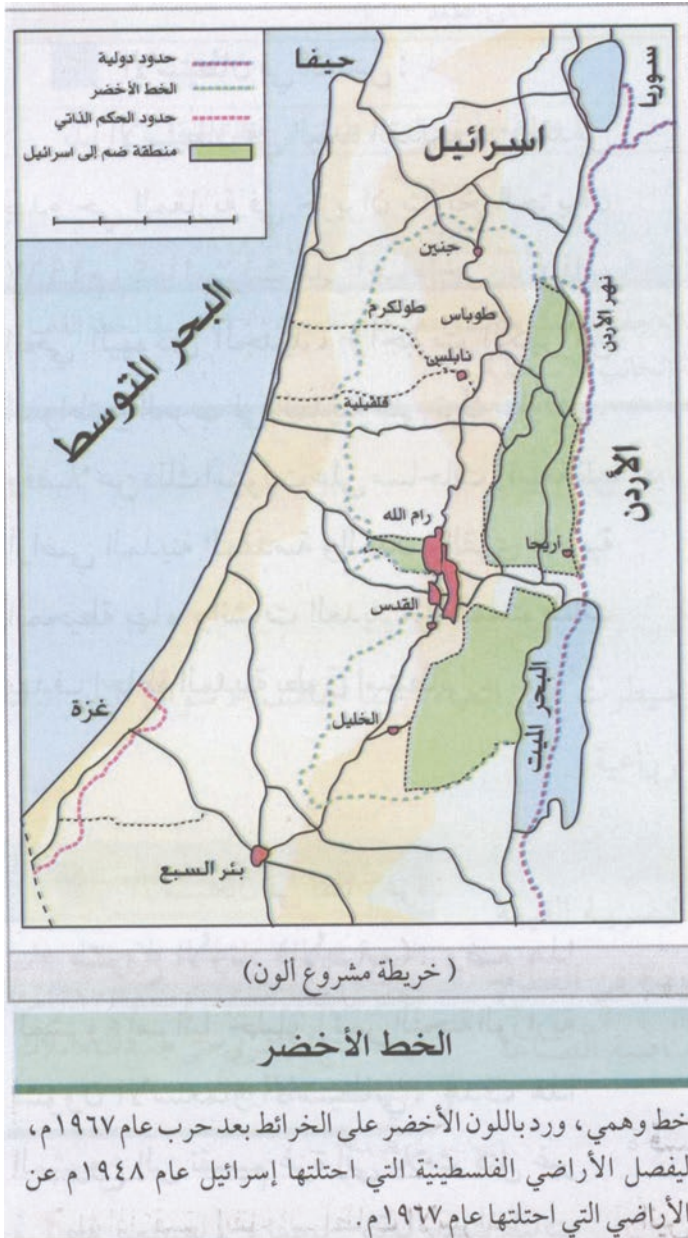 حدود دولية
الخط الأخضر
حدود الحكم الذاتي
منطقة ضم إلى اسرائيل
حيفا
سوريا
اسرائيل
جنين
نهر الأردن
طوباس
طولكرم
نابلس
قلقيلية
البحر المتوسط
الأردن
رام الله
أريحا
القدس
البحر الميت
الخليل
غزة
بئر السبع
( خريطة مشروع ألون )
الخط الأخضر
خط وهمي ، ورد باللون الأخضر على الخرائط بعد حرب عام ١٩٦٧م،
ليفصل الأراضي الفلسطينية التي احتلتها إسرائيل عام ١٩٤٨م عن
الأراضي التي احتلتها عام ١٩٦٧م.